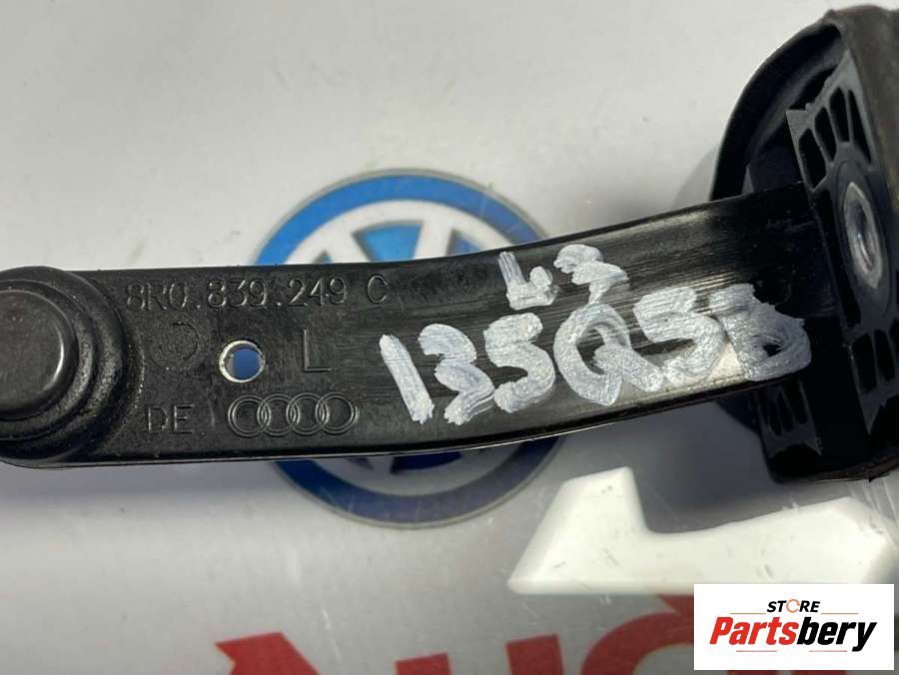 8R0.839.249 C
L
DE
L3
135Q5B
STORE
Partsbery